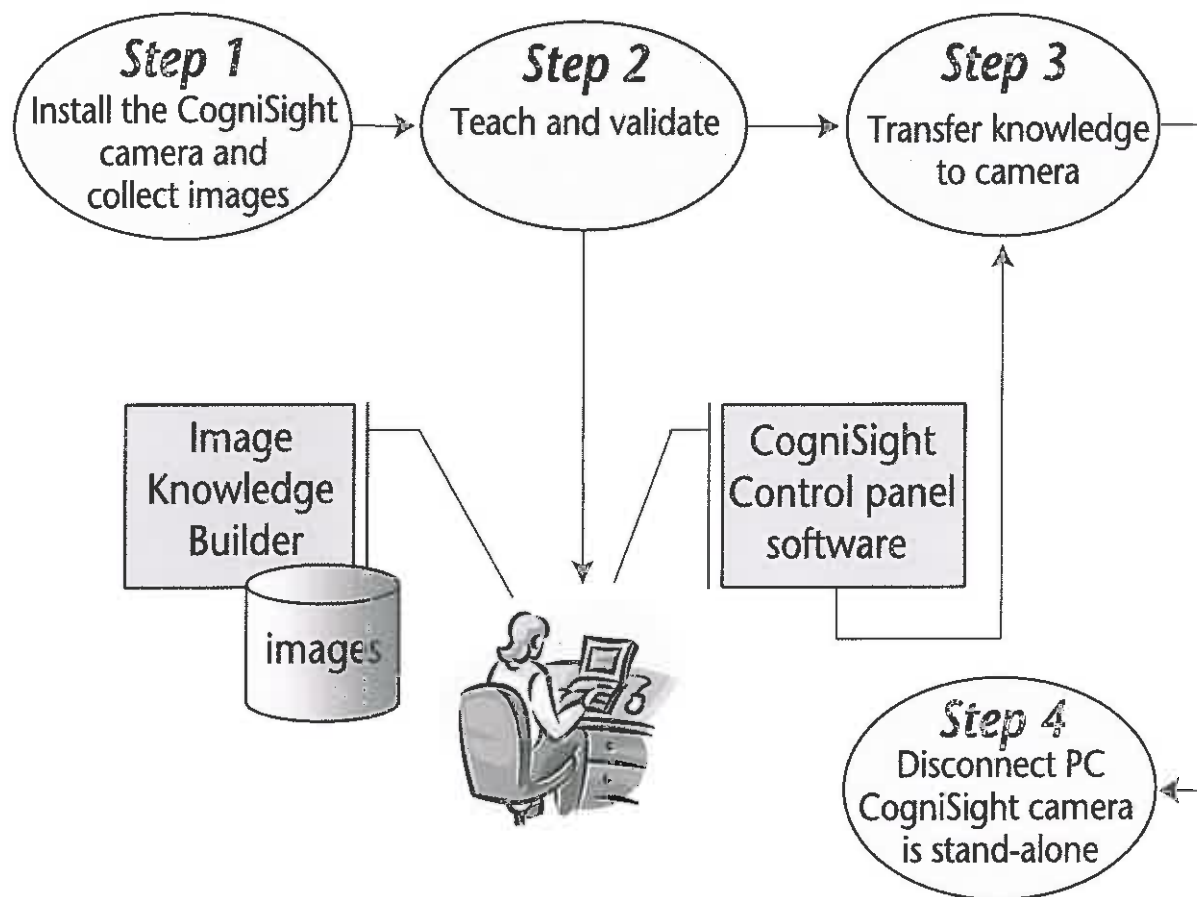 Step 1
Install the CogniSight
camera and
collect images
Step 2
Teach and validate
Step 3
Transfer knowledge
to camera
Image
Knowledge
Builder
images
CogniSight
Control panel
software
Step 4
Disconnect PC
CogniSight camera
is stand-alone